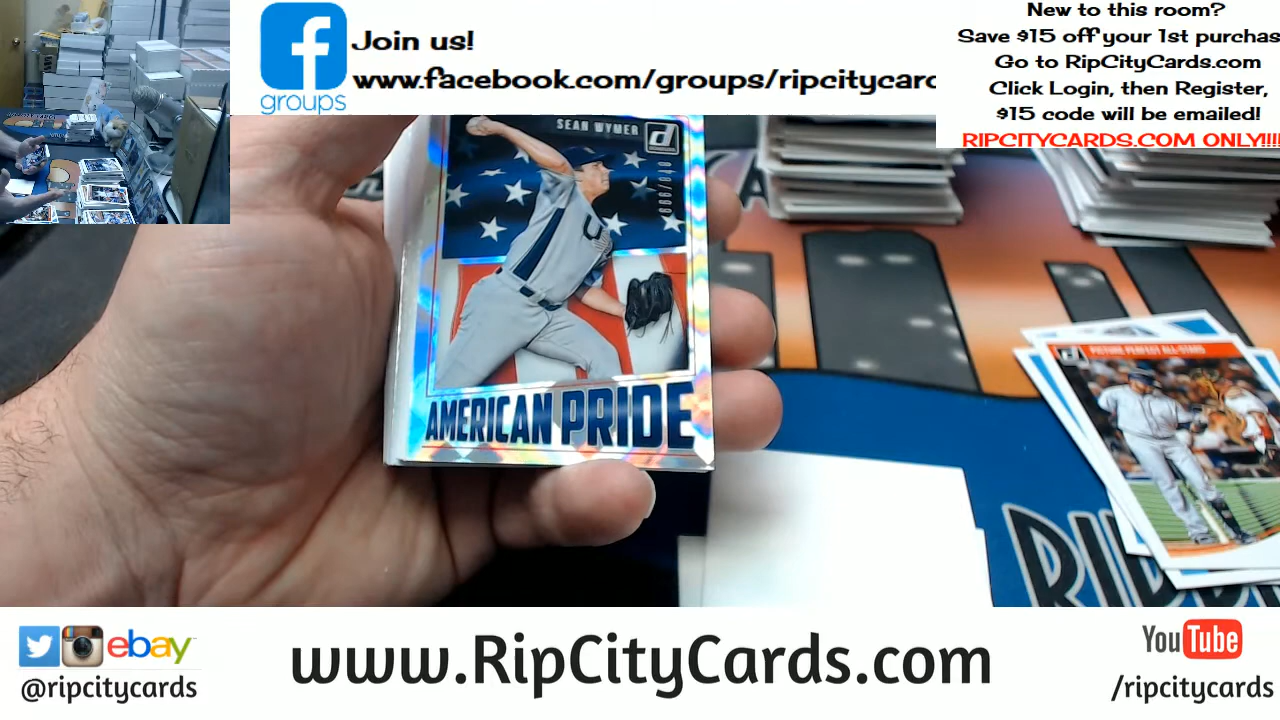 groups
Join us!
www.facebook.com/groups/ripcitycarc
New to this room?
Save $15 off your 1st purchas
Go to RipCityCards.com
Click Login, then Register,
$15 code will be emailed!
RIPCITYCARDS.COM ONLY!!!!
SEAN WYMER
DONRUSS
AMERICAN PRIDE
PICTURE PERFECT ALL-STARS
ebay
@ripcitycards
www.RipCityCards.com
YouTube
/ripcitycards